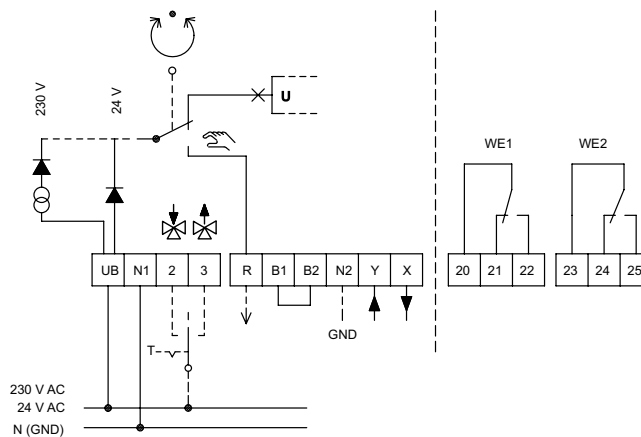 230 V
24 V
U
WE1
WE2
UB N1 2 3 R B1 B2 N2 Y X
20 21 22 23 24 25
GND
T
230 V AC
24 V AC
N (GND)